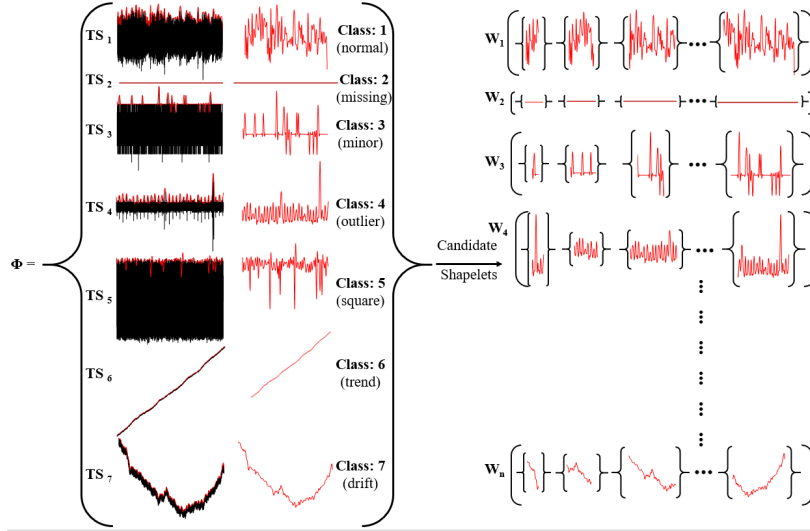 TS 1
Class: 1
(normal)
W1
TS 2
Class: 2
(missing)
W2
TS 3
Class: 3
(minor)
W3
TS 4
Class: 4
(outlier)
W4
Φ =
Candidate
Shapelets
TS 5
Class: 5
(square)
TS 6
Class: 6
(trend)
TS 7
Class: 7
(drift)
Wn